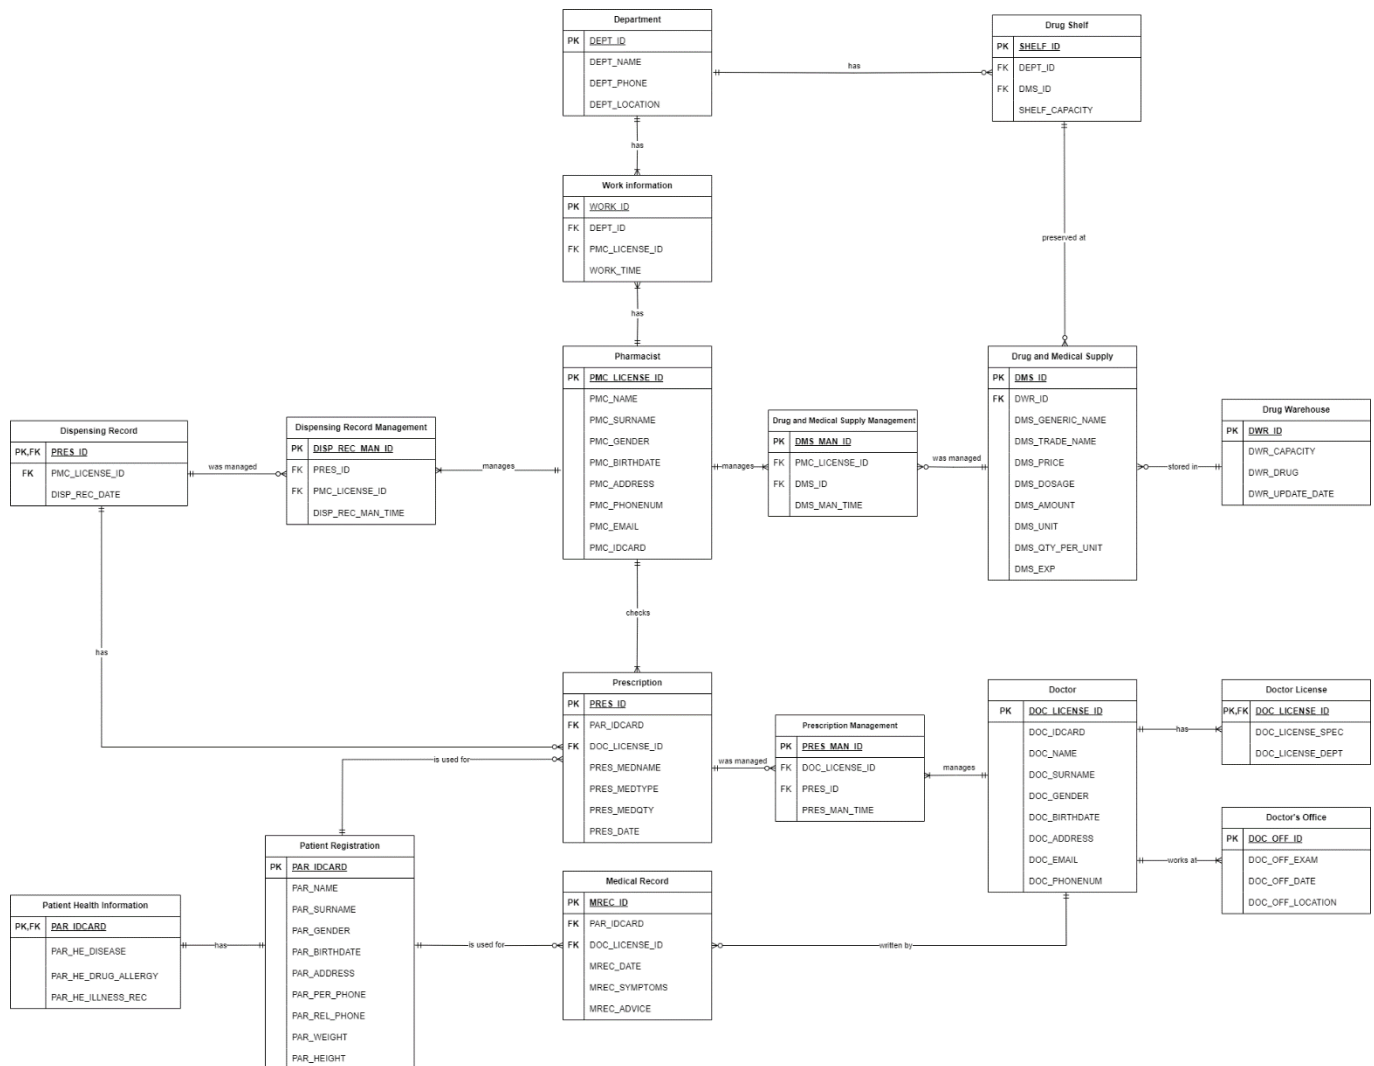 Department
PK DEPT_ID
DEPT_NAME
DEPT_PHONE
DEPT_LOCATION
has
Drug Shelf
PK SHELF_ID
FK DEPT_ID
FK DMS_ID
SHELF_CAPACITY
has
Work information
PK WORK_ID
FK DEPT_ID
FK PMC_LICENSE_ID
WORK_TIME
preserved at
has
Pharmacist
PK PMC_LICENSE_ID
PMC_NAME
PMC_SURNAME
PMC_GENDER
PMC_BIRTHDATE
PMC_ADDRESS
PMC_PHONENUM
PMC_EMAIL
PMC_IDCARD
Drug and Medical Supply
PK DMS_ID
FK DWR_ID
DMS_GENERIC_NAME
DMS_TRADE_NAME
DMS_PRICE
DMS_DOSAGE
DMS_AMOUNT
DMS_UNIT
DMS_QTY_PER_UNIT
DMS_EXP
Drug Warehouse
PK DWR_ID
DWR_CAPACITY
DWR_DRUG
DWR_UPDATE_DATE
stored in
Drug and Medical Supply Management
PK DMS_MAN_ID
FK PMC_LICENSE_ID
FK DMS_ID
DMS_MAN_TIME
manages
was managed
Dispensing Record Management
PK DISP_REC_MAN_ID
FK PRES_ID
FK PMC_LICENSE_ID
DISP_REC_MAN_TIME
manages
Dispensing Record
PK,FK PRES_ID
FK PMC_LICENSE_ID
DISP_REC_DATE
was managed
checks
has
Prescription
PK PRES_ID
FK PAR_IDCARD
FK DOC_LICENSE_ID
PRES_MEDNAME
PRES_MEDTYPE
PRES_MEDQTY
PRES_DATE
is used for
was managed
Prescription Management
PK PRES_MAN_ID
FK DOC_LICENSE_ID
FK PRES_ID
PRES_MAN_TIME
manages
Doctor
PK DOC_LICENSE_ID
DOC_IDCARD
DOC_NAME
DOC_SURNAME
DOC_GENDER
DOC_BIRTHDATE
DOC_ADDRESS
DOC_EMAIL
DOC_PHONENUM
has
Doctor License
PK,FK DOC_LICENSE_ID
DOC_LICENSE_SPEC
DOC_LICENSE_DEPT
works at
Doctor's Office
PK DOC_OFF_ID
DOC_OFF_EXAM
DOC_OFF_DATE
DOC_OFF_LOCATION
Patient Registration
PK PAR_IDCARD
PAR_NAME
PAR_SURNAME
PAR_GENDER
PAR_BIRTHDATE
PAR_ADDRESS
PAR_PER_PHONE
PAR_REL_PHONE
PAR_WEIGHT
PAR_HEIGHT
Patient Health Information
PK,FK PAR_IDCARD
PAR_HE_DISEASE
PAR_HE_DRUG_ALLERGY
PAR_HE_ILLNESS_REC
has
is used for
Medical Record
PK MREC_ID
FK PAR_IDCARD
FK DOC_LICENSE_ID
MREC_DATE
MREC_SYMPTOMS
MREC_ADVICE
written by